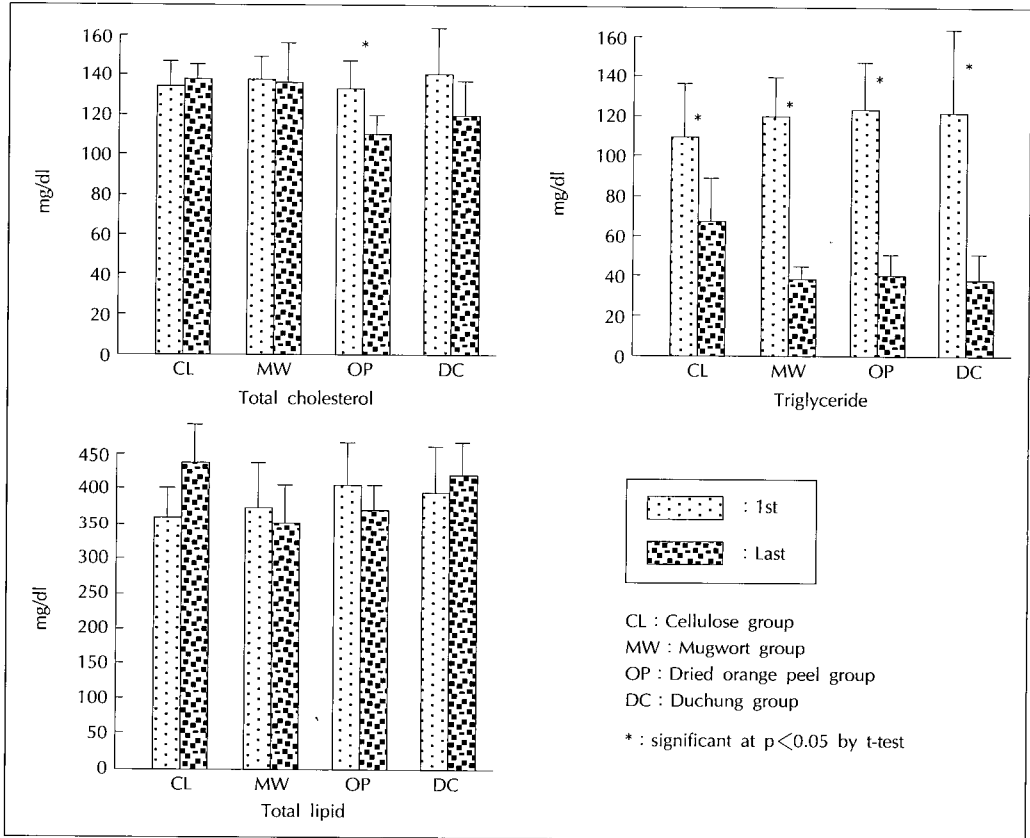 160
140
120
100
80
60
40
20
0
mg/dl
*
CL MW OP DC
Total cholesterol
160
140
120
100
80
60
40
20
0
mg/dl
* * * *
CL MW OP DC
Triglyceride
450
400
350
300
250
200
150
100
50
0
mg/dl
CL MW OP DC
Total lipid
: 1st
: Last
CL : Cellulose group
MW : Mugwort group
OP : Dried orange peel group
DC : Duchung group
* : significant at p<0.05 by t-test